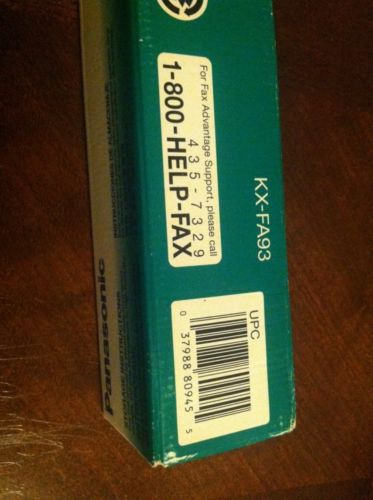 For Fax Advantage Support, please call
1-800-HELP-FAX
4 3 5 - 7 3 2 9
KX-FA93
UPC
0 37988 80945 5
Panasonic